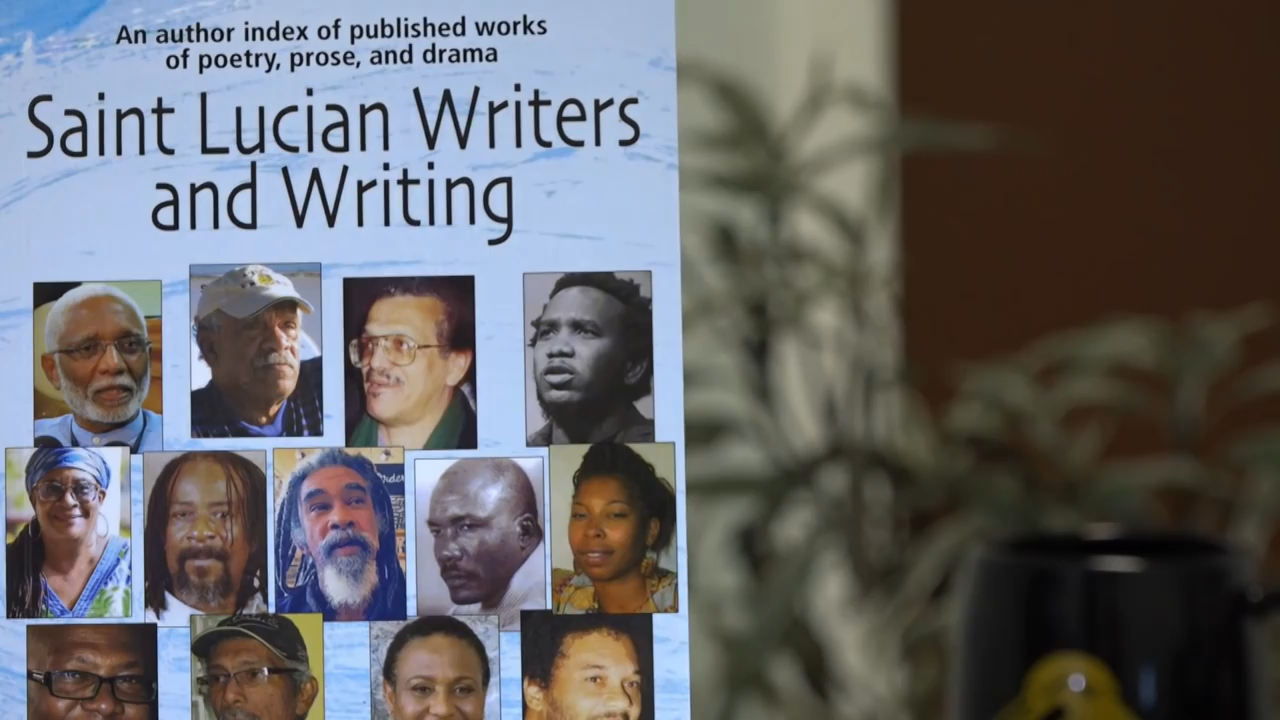 An author index of published works
of poetry, prose, and drama
Saint Lucian Writers
and Writing